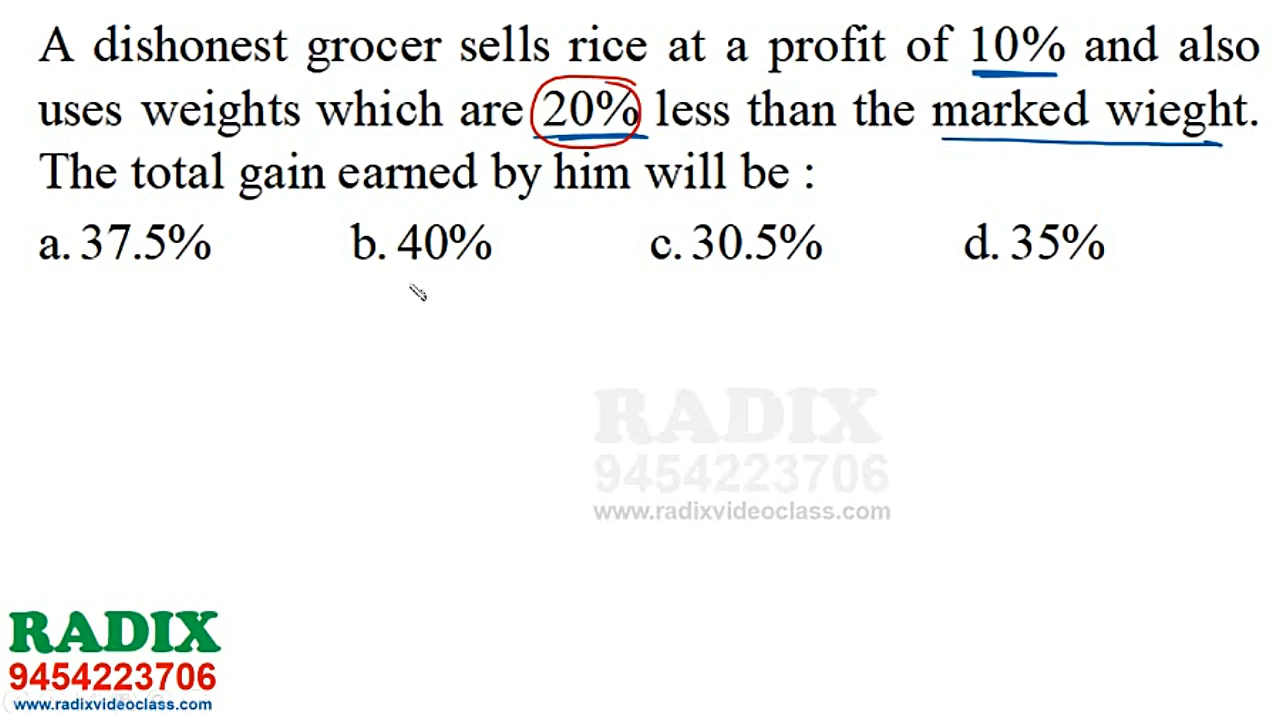 A dishonest grocer sells rice at a profit of 10% and also
uses weights which are 20% less than the marked wieght.
The total gain earned by him will be :
a. 37.5% b. 40% c. 30.5% d. 35%
RADIX
9454223706
www.radixvideoclass.com
RADIX
9454223706
www.radixvideoclass.com